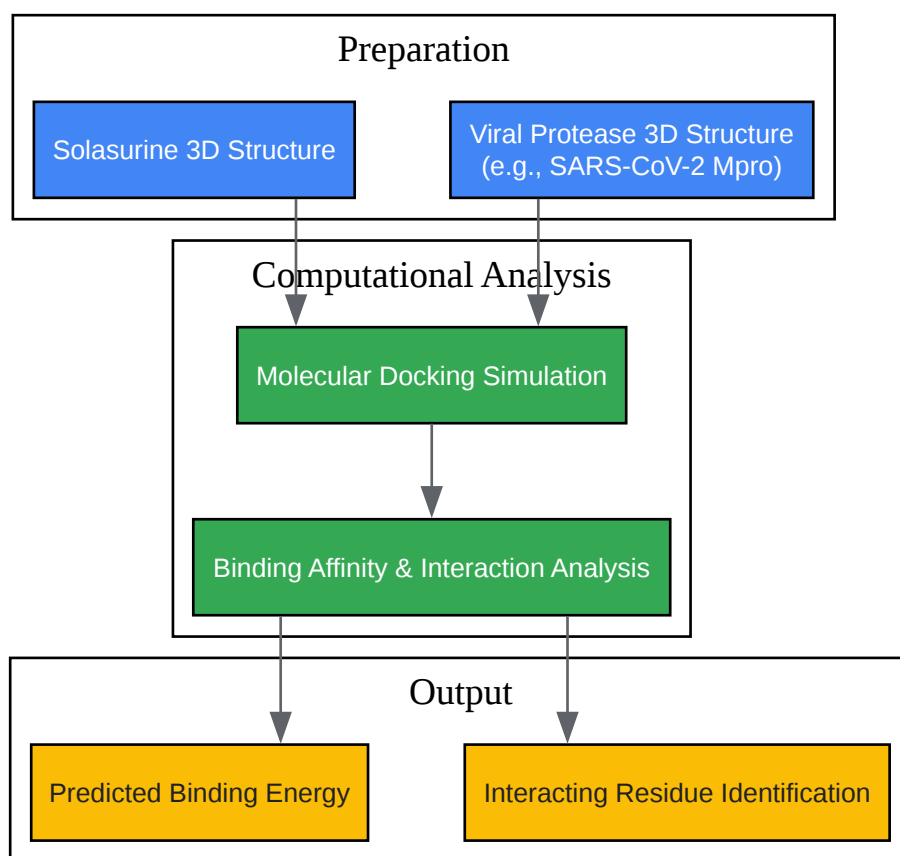 Preparation
Solasurine 3D Structure
Viral Protease 3D Structure
(e.g., SARS-CoV-2 Mpro)
Computational Analysis
Molecular Docking Simulation
Binding Affinity & Interaction Analysis
Output
Predicted Binding Energy
Interacting Residue Identification